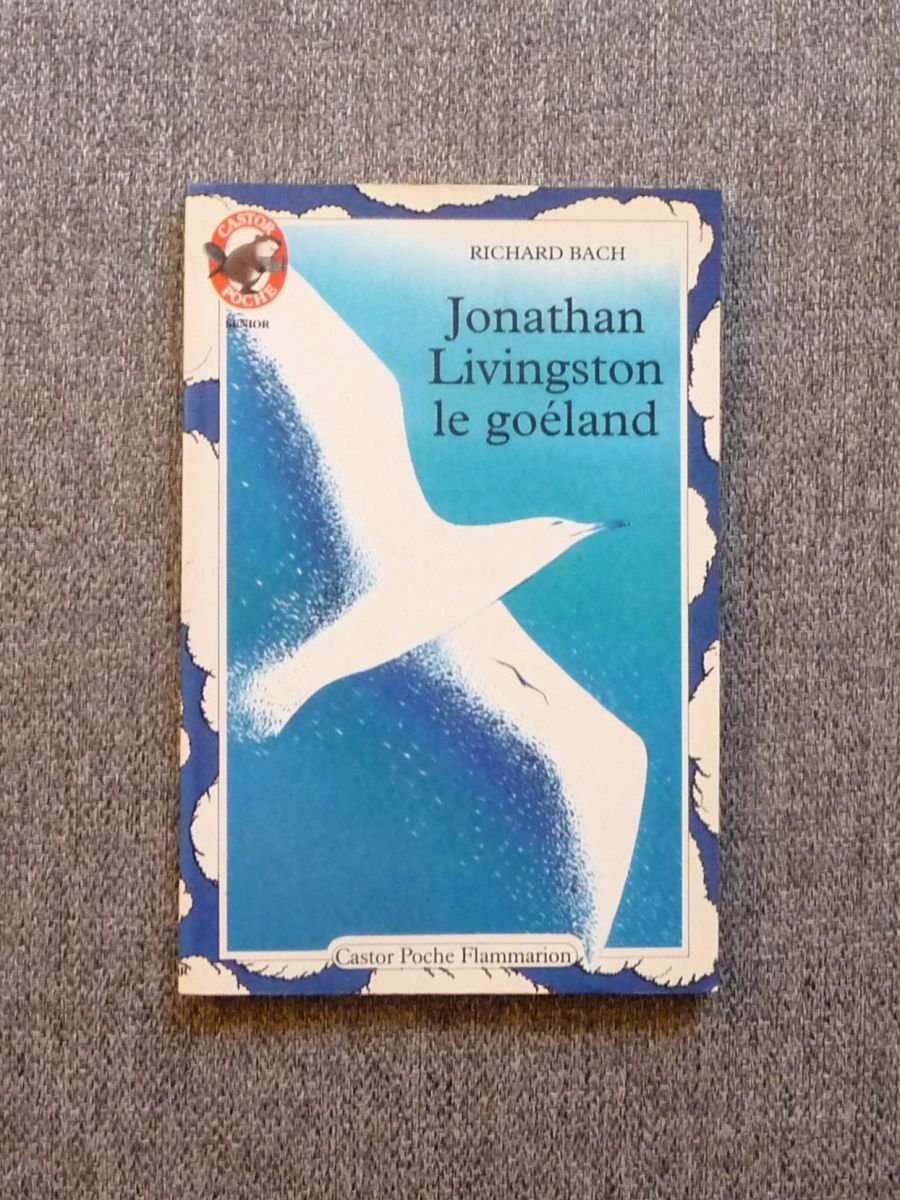 CASTOR
POCHE
SENIOR
RICHARD BACH
Jonathan
Livingston
le goéland
Castor Poche Flammarion